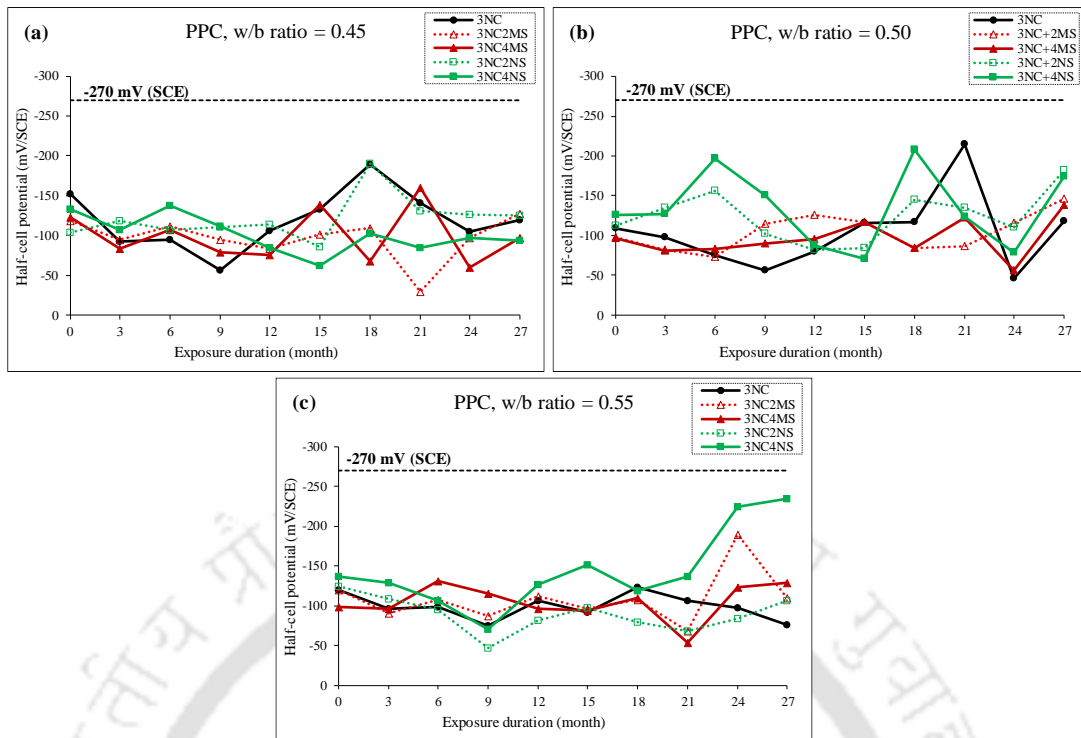 (a)
PPC, w/b ratio = 0.45
3NC
3NC2MS
3NC4MS
3NC2NS
3NC4NS
-270 mV (SCE)
Half-cell potential (mV/SCE)
-300
-250
-200
-150
-100
-50
0
0 3 6 9 12 15 18 21 24 27
Exposure duration (month)
(b)
PPC, w/b ratio = 0.50
3NC
3NC+2MS
3NC+4MS
3NC+2NS
3NC+4NS
-270 mV (SCE)
Half-cell potential (mV/SCE)
-300
-250
-200
-150
-100
-50
0
0 3 6 9 12 15 18 21 24 27
Exposure duration (month)
(c)
PPC, w/b ratio = 0.55
3NC
3NC2MS
3NC4MS
3NC2NS
3NC4NS
-270 mV (SCE)
Half-cell potential (mV/SCE)
-300
-250
-200
-150
-100
-50
0
0 3 6 9 12 15 18 21 24 27
Exposure duration (month)